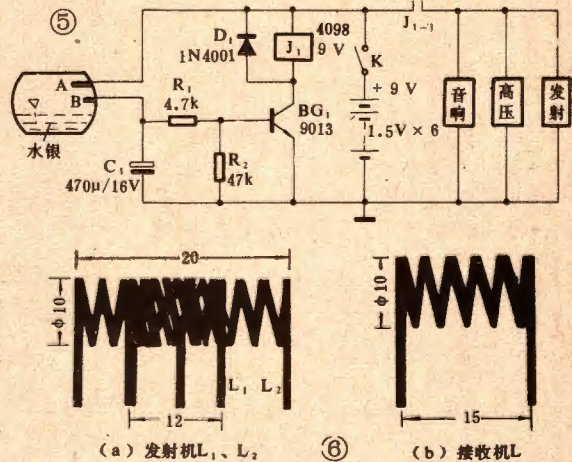 ⑤
A
B
水银
D₁
1N4001
J₁
4098
9 V
K
+ 9 V
1.5V × 6
J₁₋₁
R₁
4.7k
BG₁
9013
R₂
47k
C₁
470μ/16V
音响
高压
发射
20
φ10
L₁ L₂
12
(a) 发射机L₁、L₂
⑥
φ10
15
(b) 接收机L